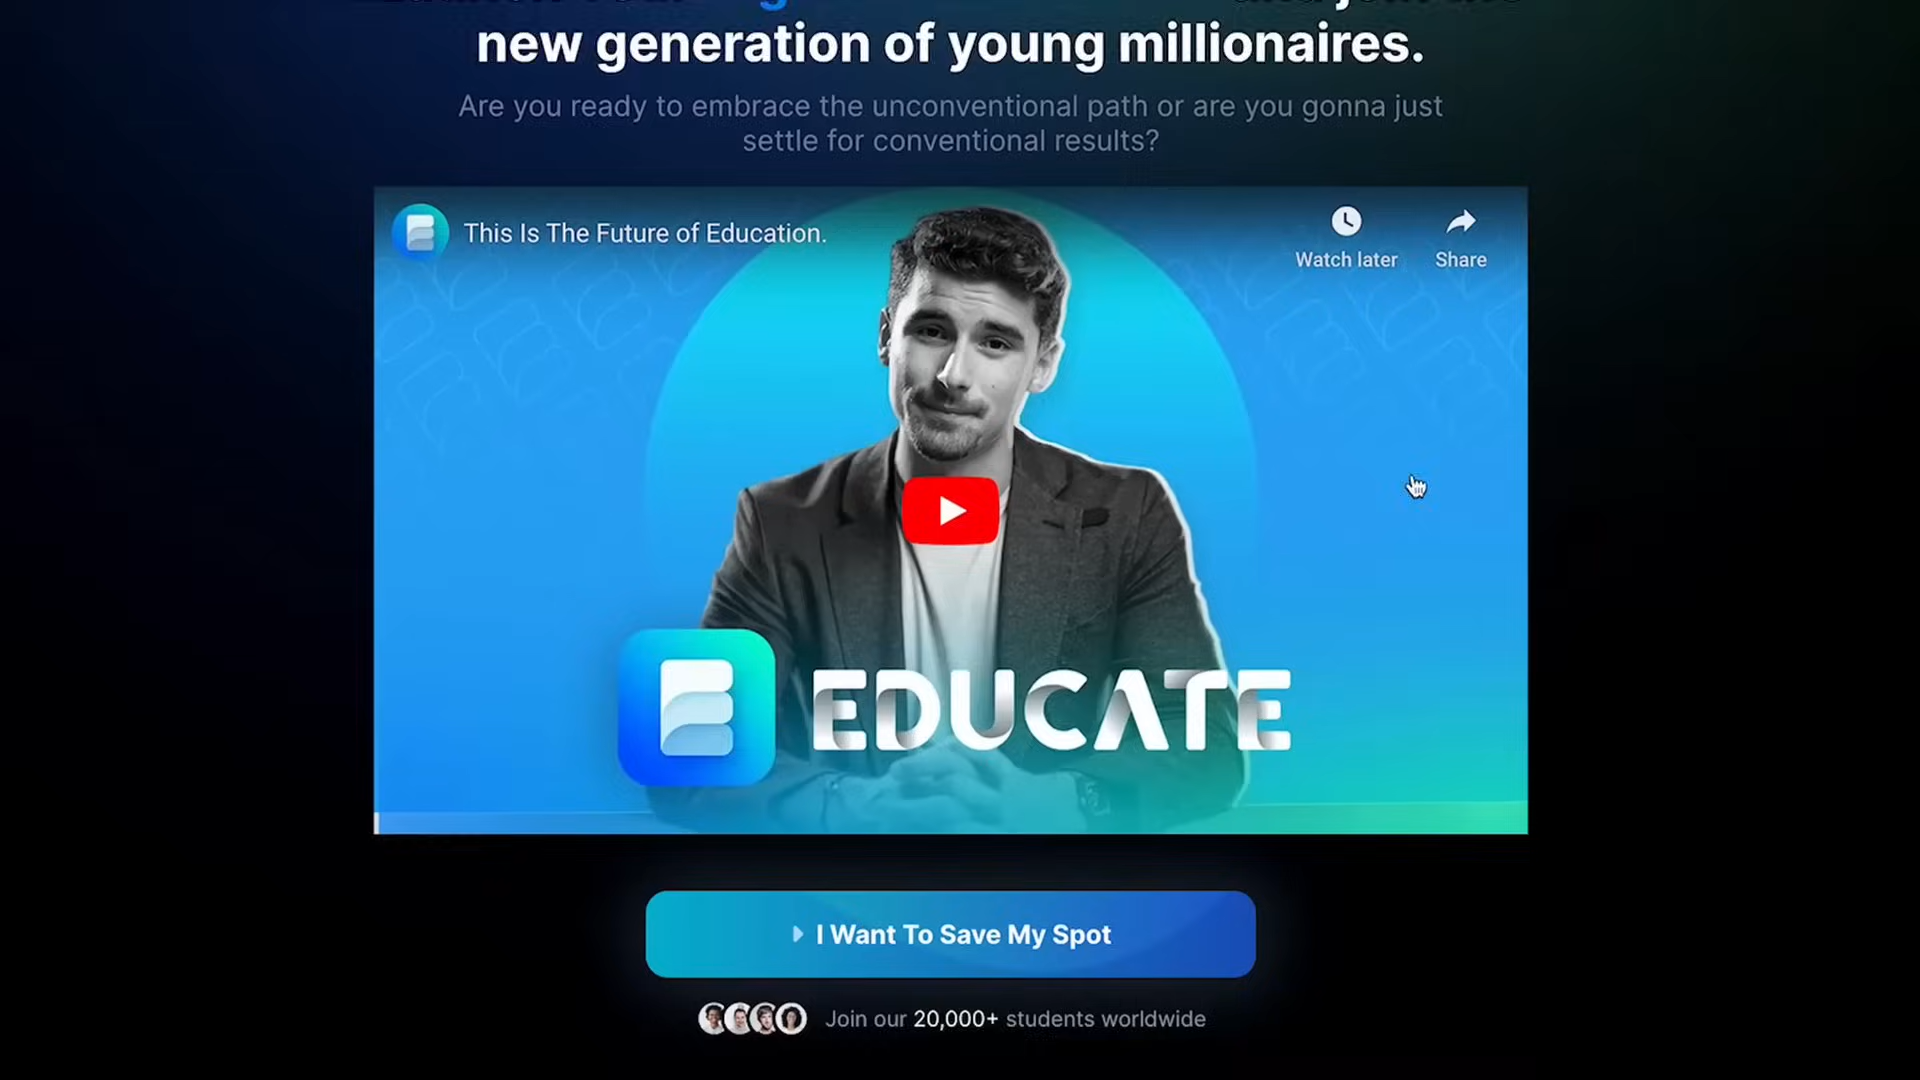 new generation of young millionaires.
Are you ready to embrace the unconventional path or are you gonna just
settle for conventional results?
This Is The Future of Education.
Watch later
Share
EDUCATE
I Want To Save My Spot
Join our 20,000+ students worldwide